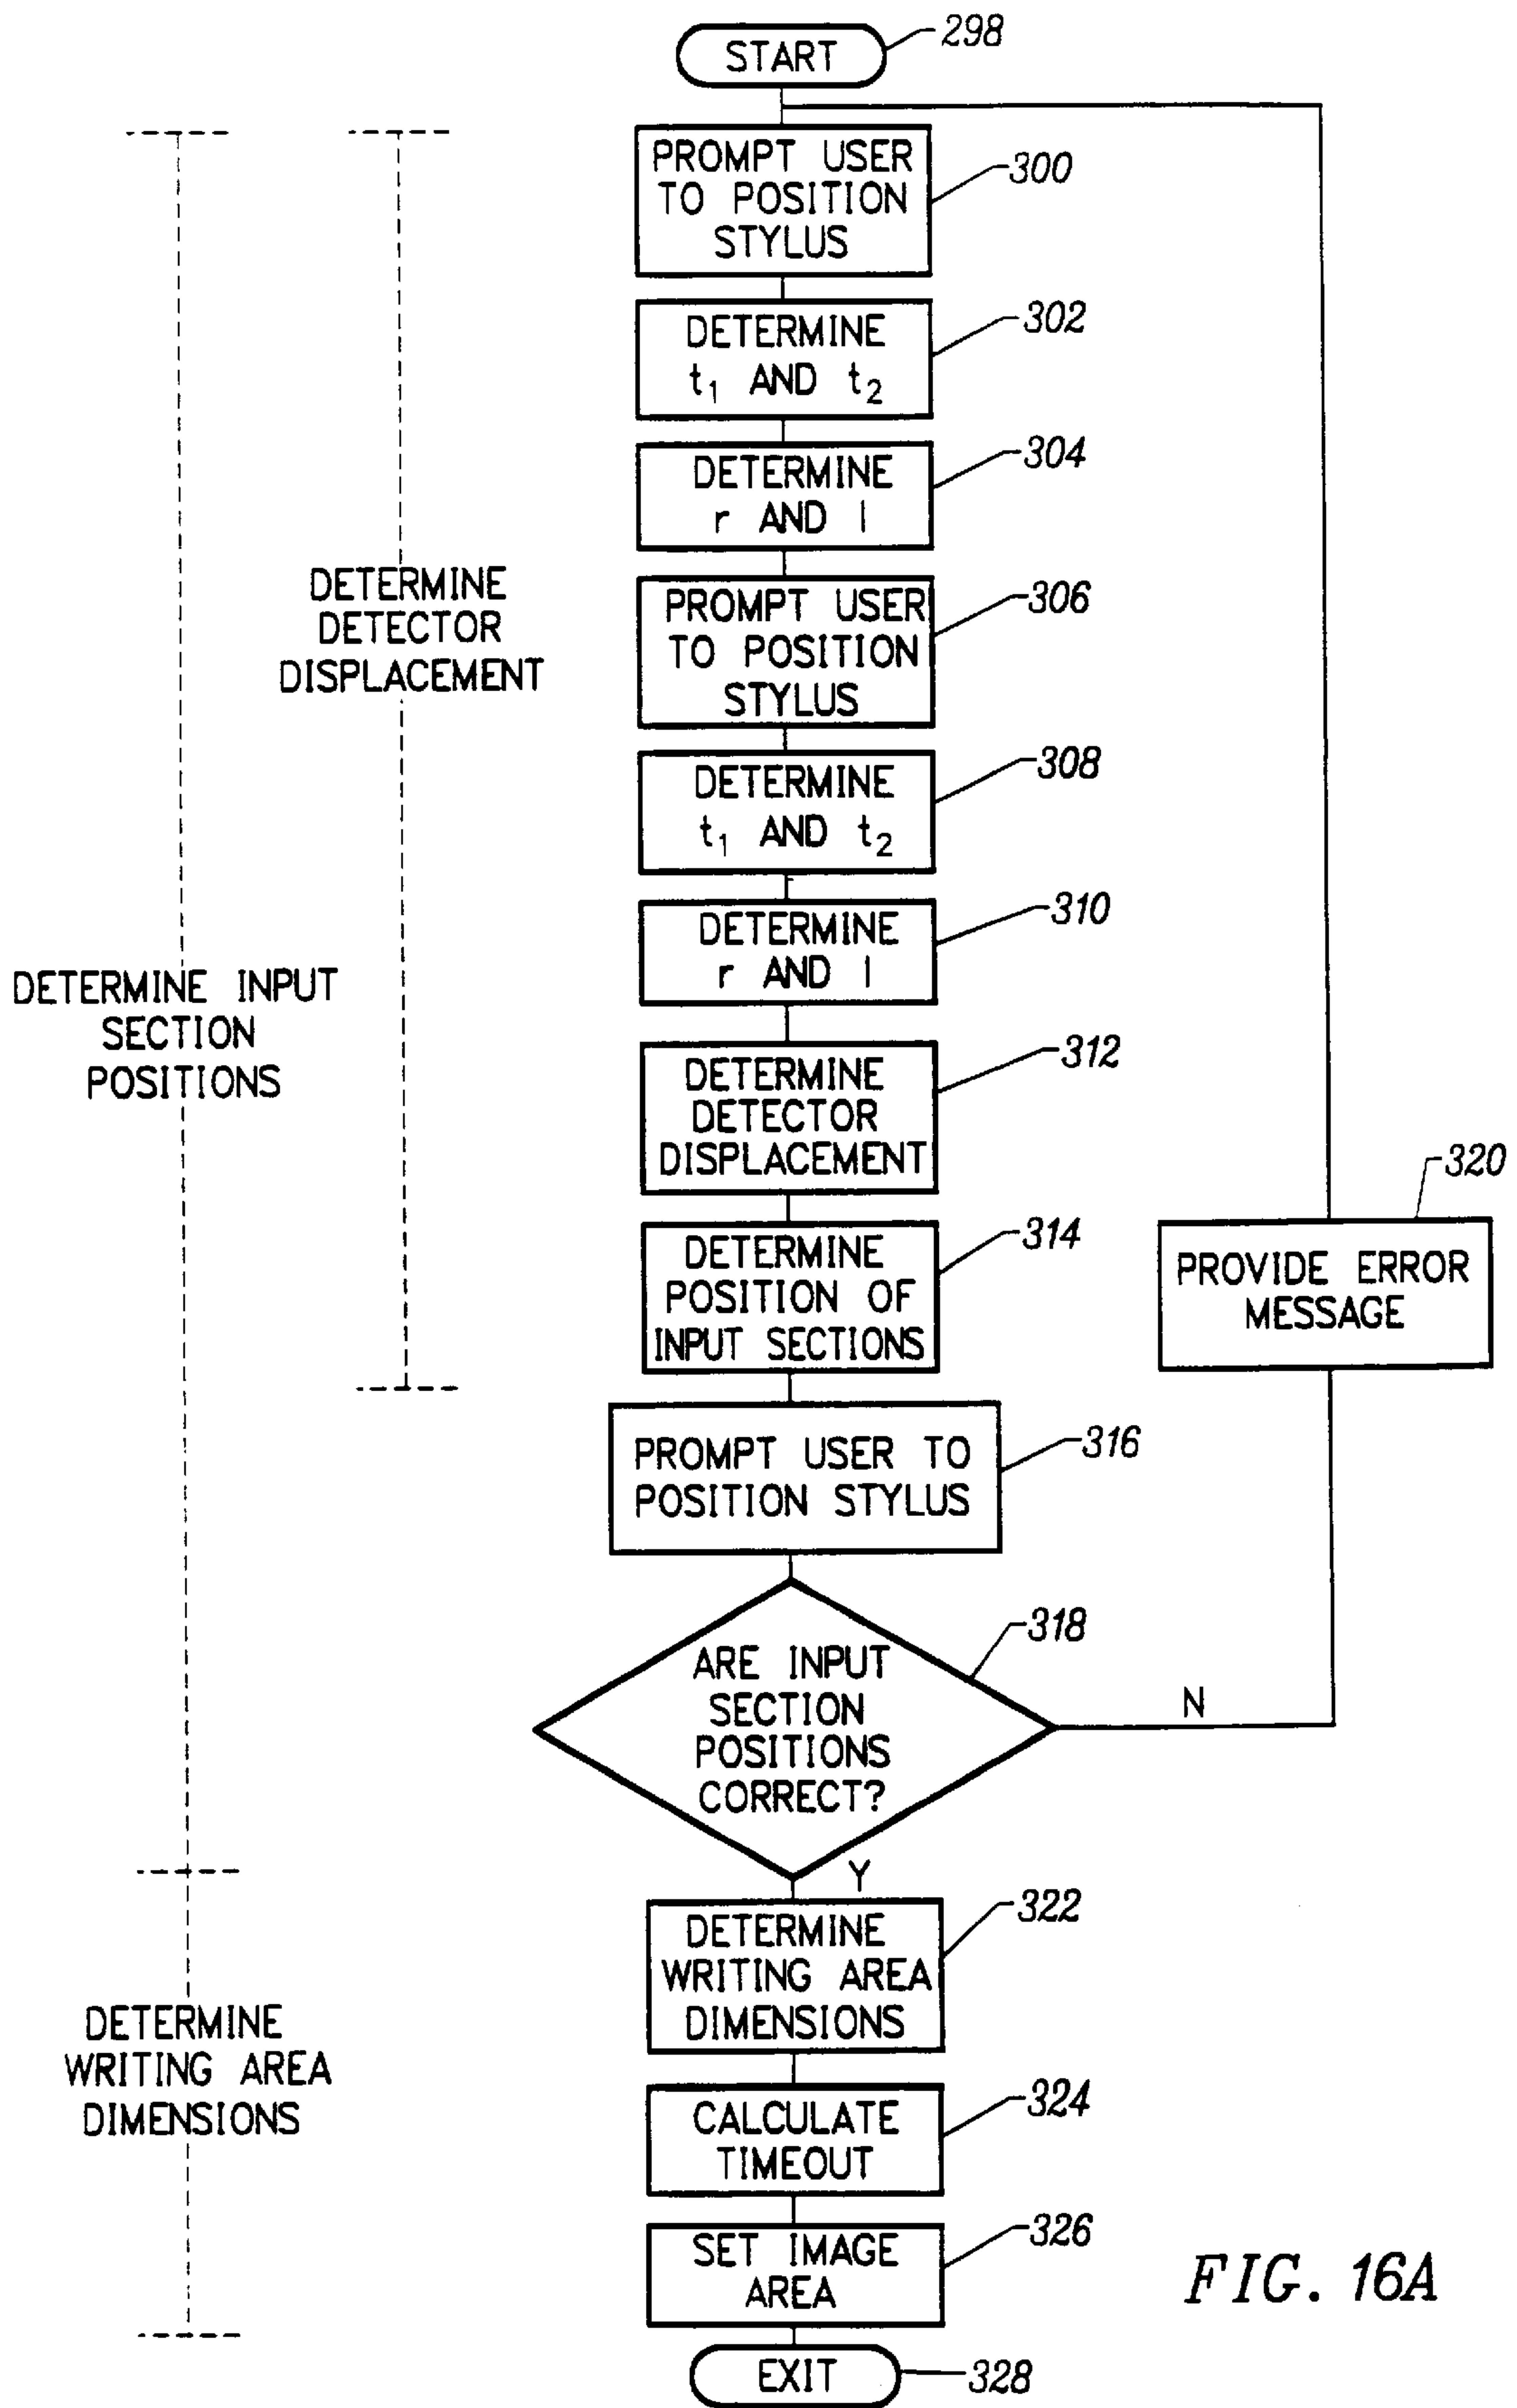 START
298
PROMPT USER
TO POSITION
STYLUS
300
DETERMINE
t₁ AND t₂
302
DETERMINE
r AND l
304
PROMPT USER
TO POSITION
STYLUS
306
DETERMINE
DETECTOR
DISPLACEMENT
DETERMINE
t₁ AND t₂
308
DETERMINE
r AND l
310
DETERMINE INPUT
SECTION
POSITIONS
DETERMINE
DETECTOR
DISPLACEMENT
312
DETERMINE
POSITION OF
INPUT SECTIONS
314
PROVIDE ERROR
MESSAGE
320
PROMPT USER TO
POSITION STYLUS
316
ARE INPUT
SECTION
POSITIONS
CORRECT?
318
N
Y
DETERMINE
WRITING AREA
DIMENSIONS
322
DETERMINE
WRITING AREA
DIMENSIONS
CALCULATE
TIMEOUT
324
SET IMAGE
AREA
326
EXIT
328
FIG. 16A